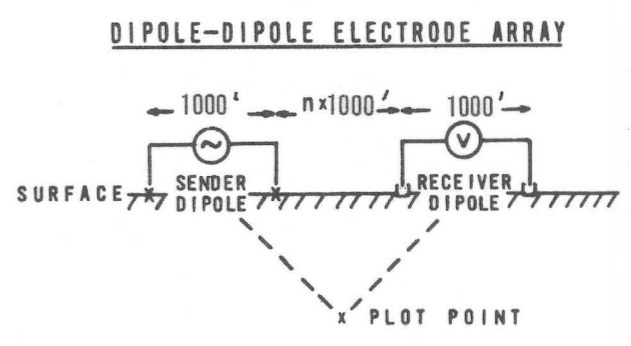 DIPOLE-DIPOLE ELECTRODE ARRAY
1000' n×1000' 1000'
~ V
SURFACE SENDER DIPOLE RECEIVER DIPOLE
x PLOT POINT